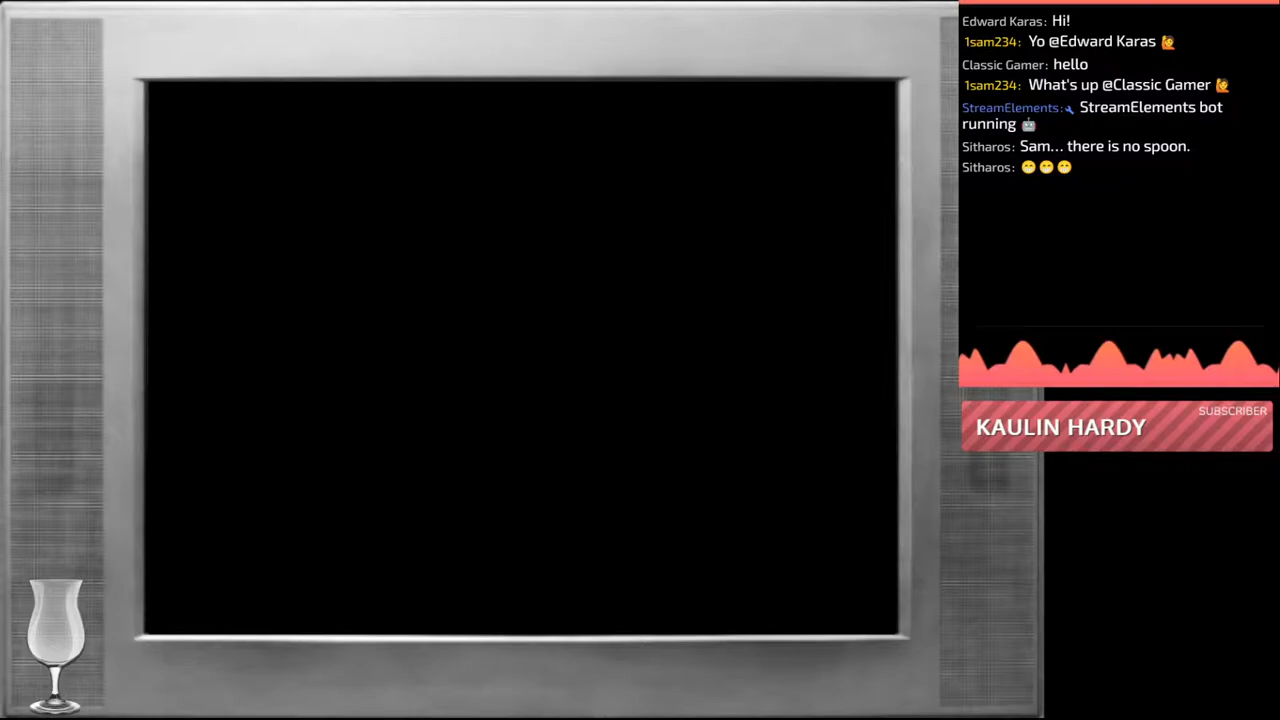 Edward Karas: Hi!
1sam234: Yo @Edward Karas 🙋
Classic Gamer: hello
1sam234: What's up @Classic Gamer 🙋
StreamElements: StreamElements bot
running 🤖
Sitharos: Sam... there is no spoon.
Sitharos: 😁😁😁
SUBSCRIBER
KAULIN HARDY